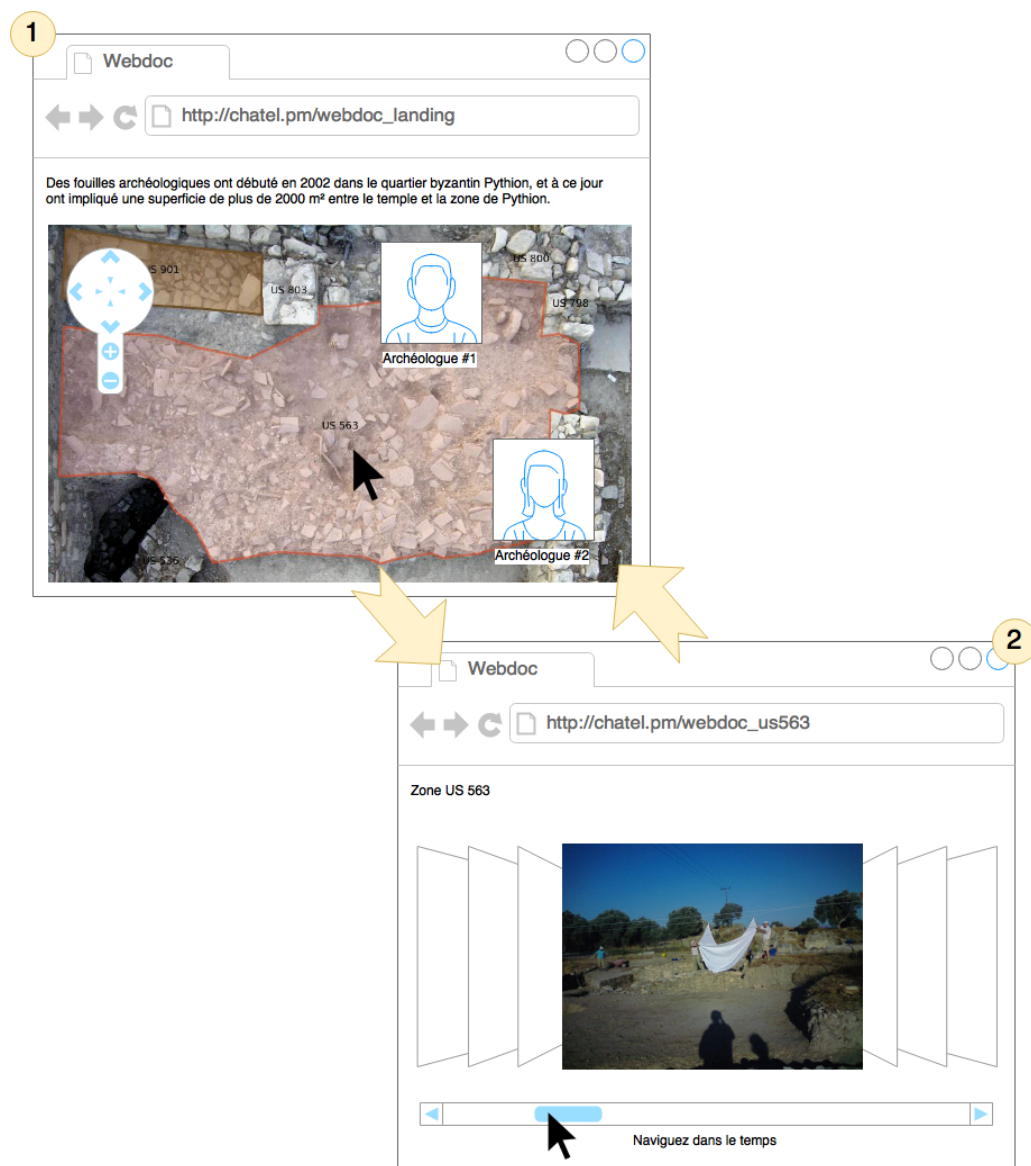 1
Webdoc
http://chatel.pm/webdoc_landing
Des fouilles archéologiques ont débuté en 2002 dans le quartier byzantin Pythion, et à ce jour
ont impliqué une superficie de plus de 2000 m² entre le temple et la zone de Pythion.
US 901
US 803
US 800
US 798
Archéologue #1
US 563
Archéologue #2
US 536
2
Webdoc
http://chatel.pm/webdoc_us563
Zone US 563
Naviguez dans le temps